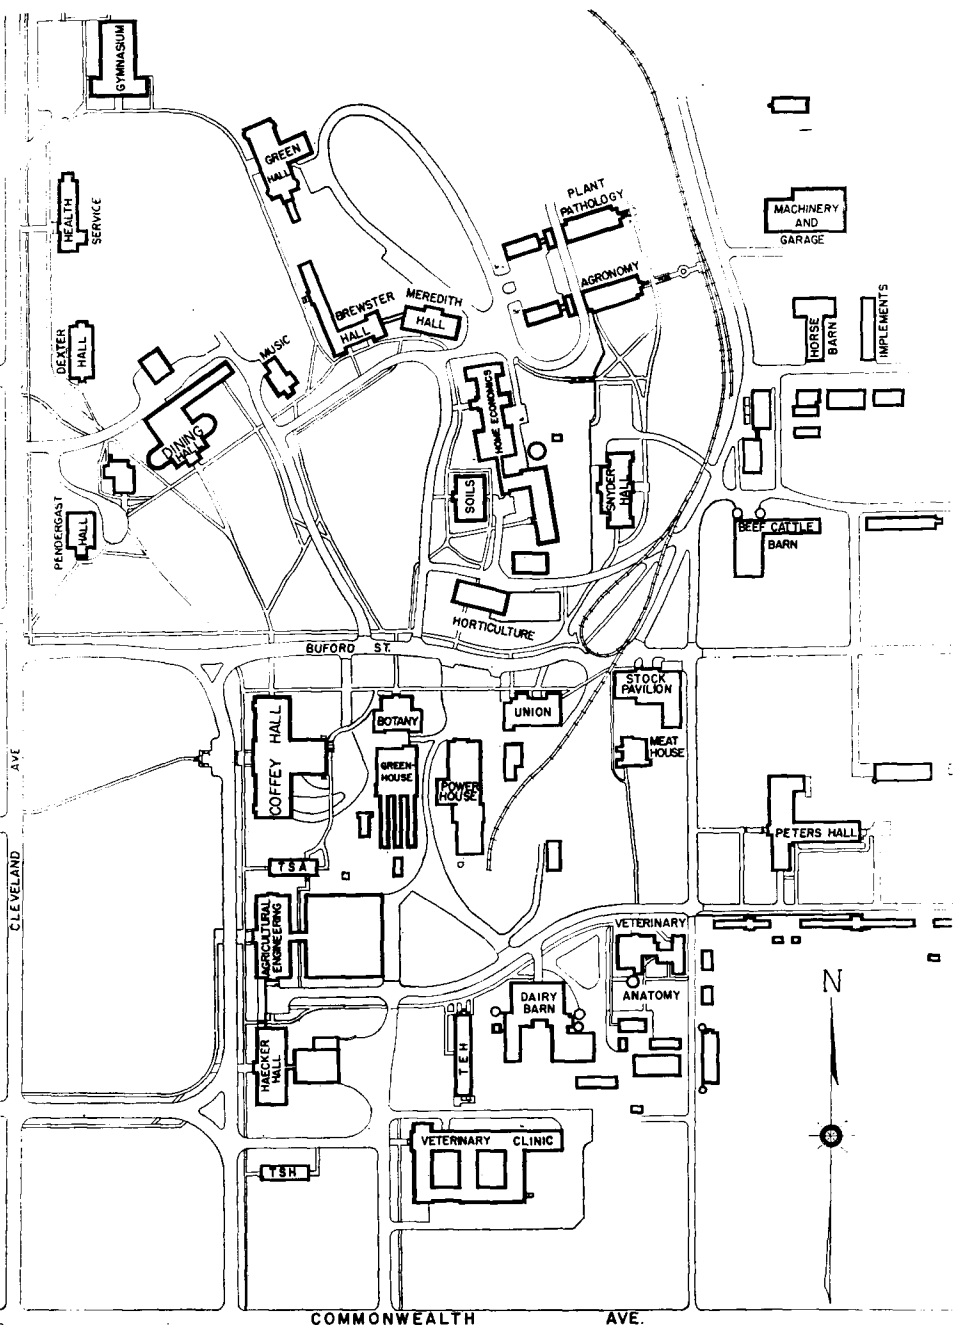 GYMNASIUM
GREEN
HALL
HEALTH
SERVICE
PLANT
PATHOLOGY
MACHINERY
AND
GARAGE
AGRONOMY
BREWSTER
HALL
MEREDITH
HALL
HORSE
BARN
IMPLEMENTS
DEXTER
HALL
MUSIC
DINING
HALL
HOME ECONOMICS
SOILS
SNYDER
HALL
PENDERGAST
HALL
BEEF CATTLE
BARN
HORTICULTURE
BUFORD ST.
COFFEY HALL
BOTANY
UNION
STOCK
PAVILION
GREEN-
HOUSE
POWER
HOUSE
MEAT
HOUSE
PETERS HALL
CLEVELAND AVE
TSA
AGRICULTURAL
ENGINEERING
VETERINARY
ANATOMY
DAIRY
BARN
N
HAECKER
HALL
T E H
VETERINARY CLINIC
TSH
COMMONWEALTH AVE.